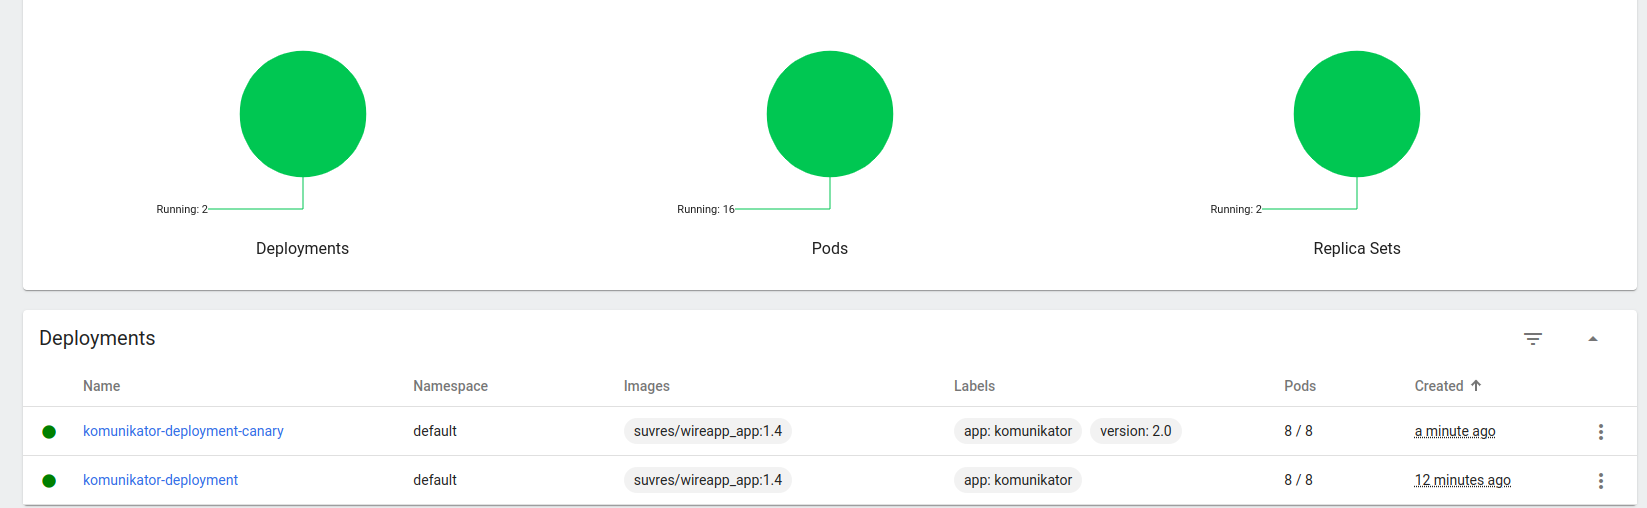 Running: 2
Running: 16
Running: 2
Deployments
Pods
Replica Sets
Deployments
Name Namespace Images Labels Pods Created
komunikator-deployment-canary default suvres/wireapp_app:1.4 app: komunikator version: 2.0 8 / 8 a minute ago
komunikator-deployment default suvres/wireapp_app:1.4 app: komunikator 8 / 8 12 minutes ago